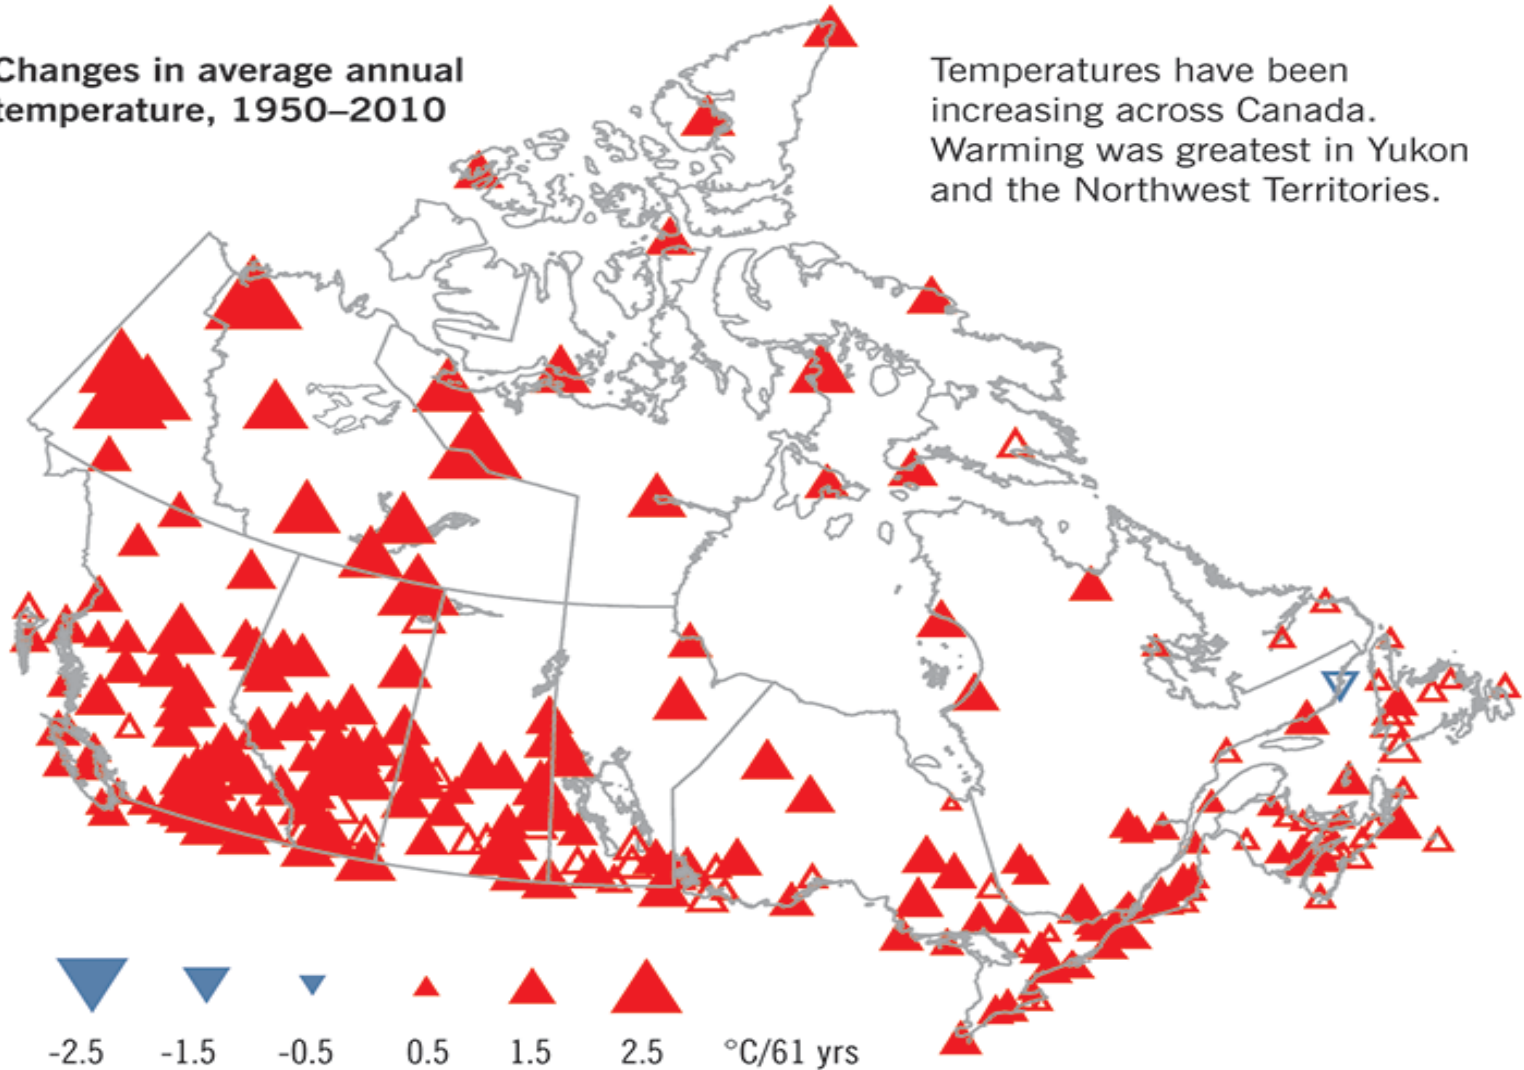 Changes in average annual
temperature, 1950–2010
Temperatures have been
increasing across Canada.
Warming was greatest in Yukon
and the Northwest Territories.
-2.5 -1.5 -0.5 0.5 1.5 2.5 °C/61 yrs